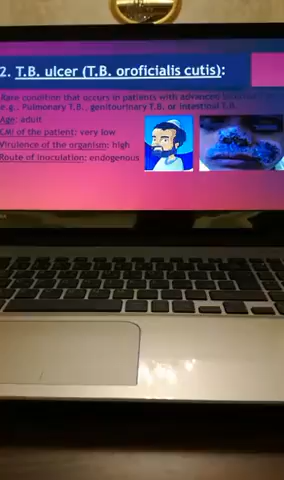 2. T.B. ulcer (T.B. oroficialis cutis):
Rare condition that occurs in patients with advanced
e.g., Pulmonary T.B., genitourinary T.B. or intestinal T.B.
Age: adult
CMI of the patient: very low
Virulence of the organism: high
Route of inoculation: endogenous